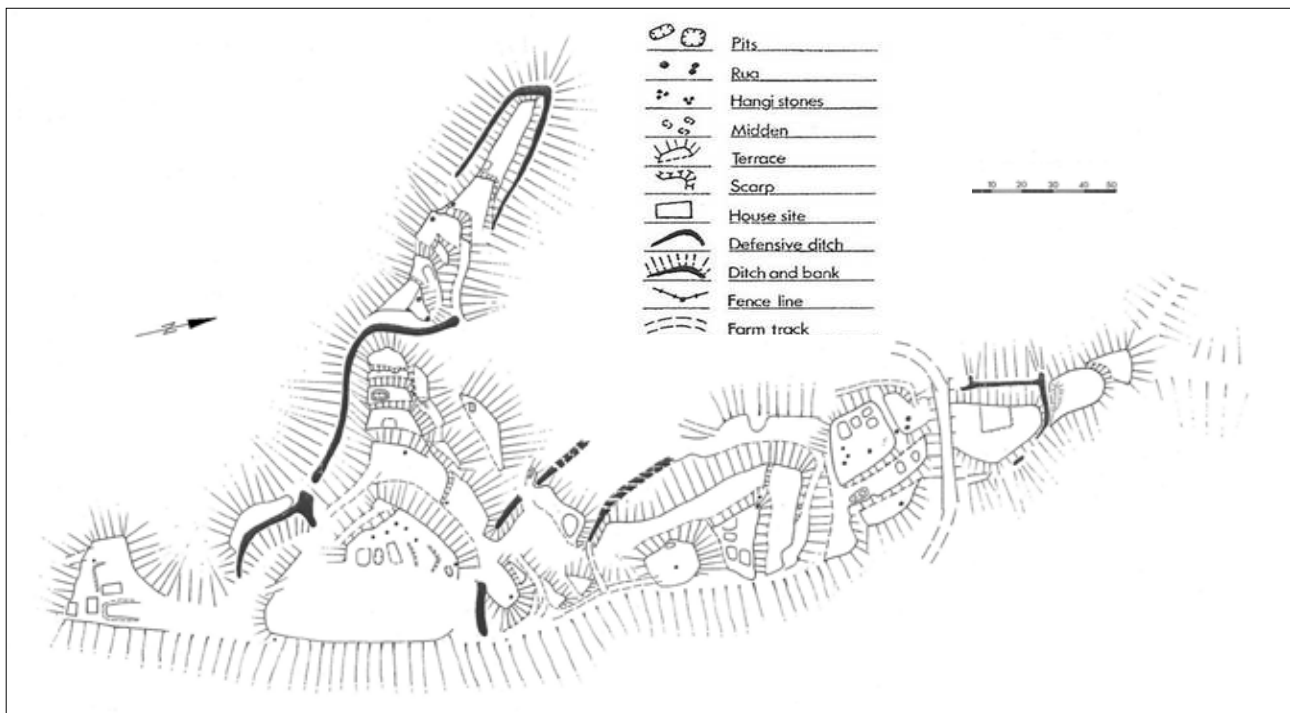 Pits
Rua
Hangi stones
Midden
Terrace
Scarp
House site
Defensive ditch
Ditch and bank
Fence line
Farm track
10 20 30 40 50
N